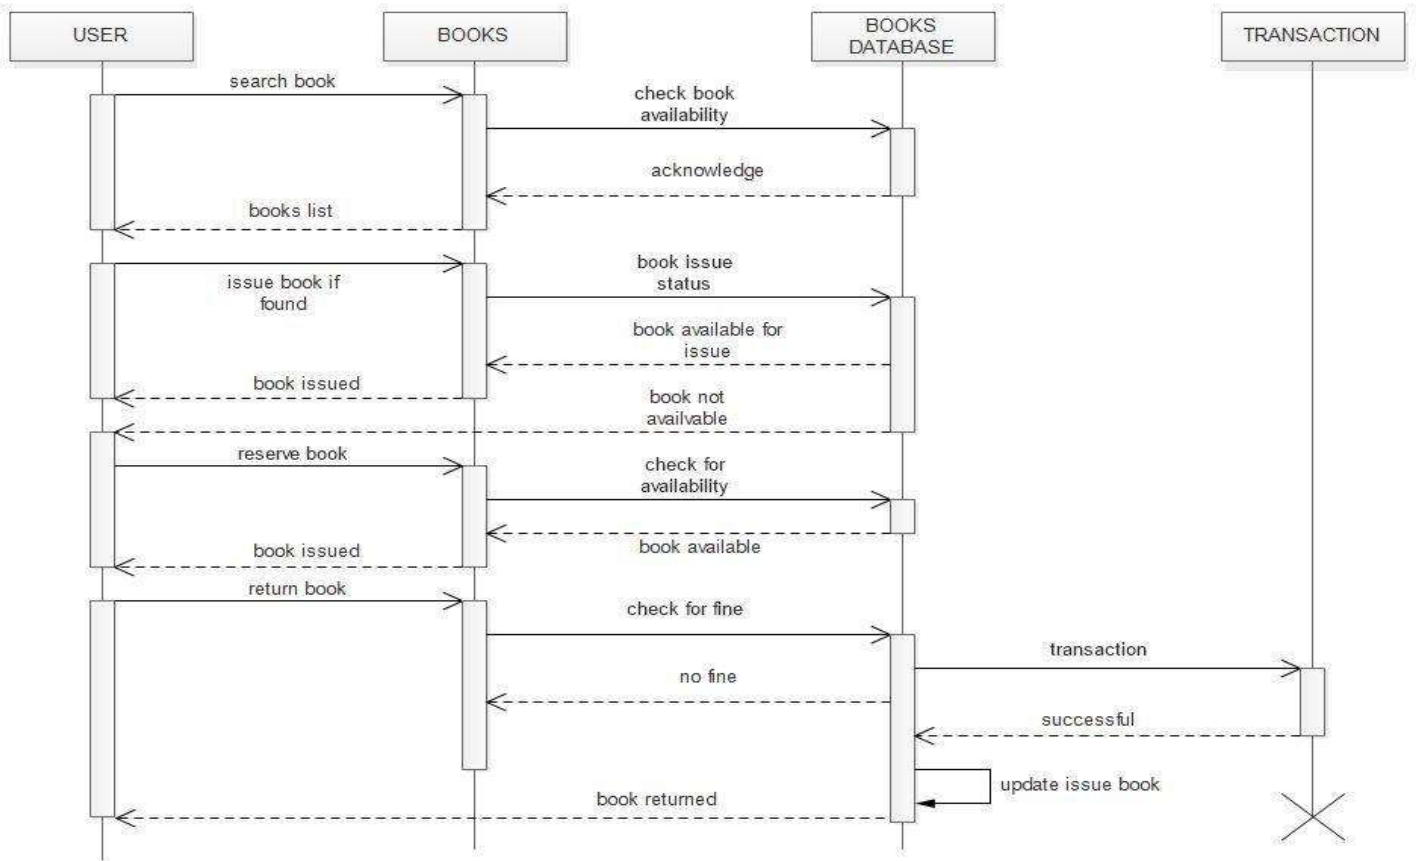 USER
BOOKS
BOOKS
DATABASE
TRANSACTION
search book
check book
availability
acknowledge
books list
issue book if
found
book issue
status
book available for
issue
book issued
book not
availvable
reserve book
check for
availability
book available
book issued
return book
check for fine
transaction
no fine
successful
update issue book
book returned